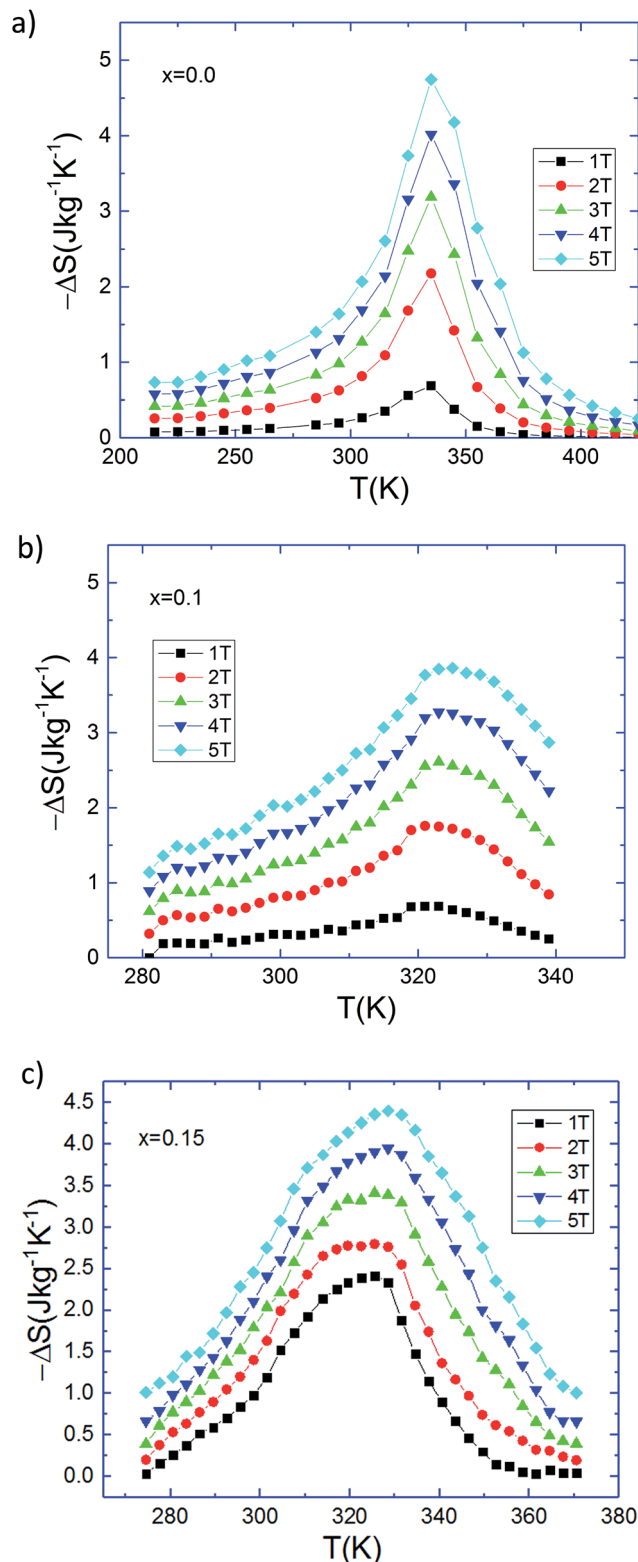 a)
x=0.0
5
4
3
2
1
0
−ΔS(Jkg⁻¹K⁻¹)
1T
2T
3T
4T
5T
200 250 300 350 400
T(K)
b)
x=0.1
5
4
3
2
1
0
−ΔS(Jkg⁻¹K⁻¹)
1T
2T
3T
4T
5T
280 300 320 340
T(K)
c)
x=0.15
4.5
4.0
3.5
3.0
2.5
2.0
1.5
1.0
0.5
0.0
−ΔS(Jkg⁻¹K⁻¹)
1T
2T
3T
4T
5T
280 300 320 340 360 380
T(K)